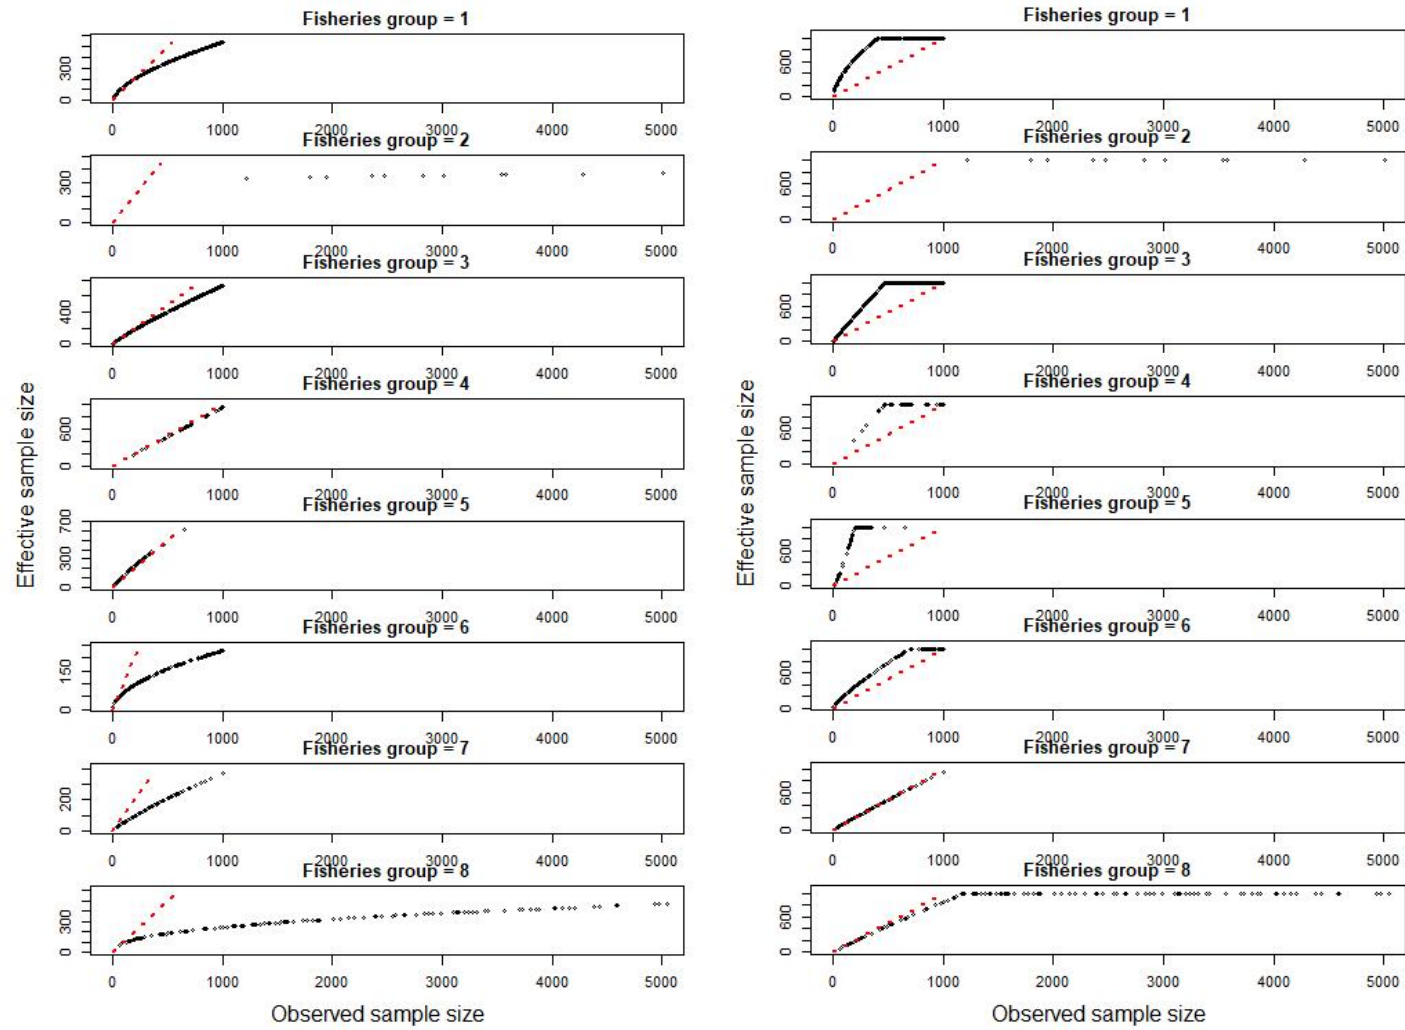 Fisheries group = 1
300
0
0 1000 2000 3000 4000 5000
Fisheries group = 2
300
0
0 1000 2000 3000 4000 5000
Fisheries group = 3
400
0
0 1000 2000 3000 4000 5000
Fisheries group = 4
600
0
0 1000 2000 3000 4000 5000
Fisheries group = 5
700
300
0
0 1000 2000 3000 4000 5000
Fisheries group = 6
150
0
0 1000 2000 3000 4000 5000
Fisheries group = 7
200
0
0 1000 2000 3000 4000 5000
Fisheries group = 8
300
0
0 1000 2000 3000 4000 5000
Effective sample size
Observed sample size
Fisheries group = 1
600
0
0 1000 2000 3000 4000 5000
Fisheries group = 2
600
0
0 1000 2000 3000 4000 5000
Fisheries group = 3
600
0
0 1000 2000 3000 4000 5000
Fisheries group = 4
600
0
0 1000 2000 3000 4000 5000
Fisheries group = 5
600
0
0 1000 2000 3000 4000 5000
Fisheries group = 6
600
0
0 1000 2000 3000 4000 5000
Fisheries group = 7
600
0
0 1000 2000 3000 4000 5000
Fisheries group = 8
600
0
0 1000 2000 3000 4000 5000
Effective sample size
Observed sample size